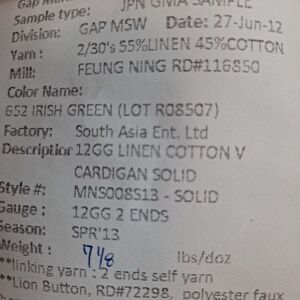 Gap
Sample type: JPN GMA SAMPLE
Division: GAP MSW Date: 27-Jun-12
Yarn : 2/30's 55%LINEN 45%COTTON
Mill: FEUNG NING RD#116850
Color Name:
652 IRISH GREEN (LOT R08507)
Factory: South Asia Ent. Ltd
Description 12GG LINEN COTTON V
CARDIGAN SOLID
Style #: MNS008S13 - SOLID
Gauge : 12GG 2 ENDS
Season: SPR'13
Weight : 7 1/8 lbs/doz
**linking yarn : 2 ends self yarn
**Lion Button, RD#72298, polyester faux